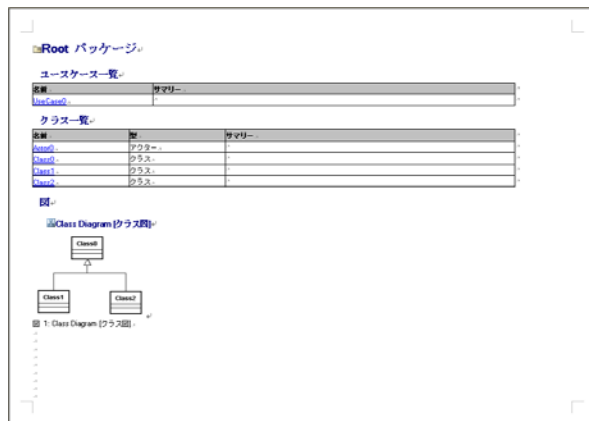 Root パッケージ
ユースケース一覧
名前 サマリー
UseCase0
クラス一覧
名前 型 サマリー
Actor0 アクター
Class0 クラス
Class1 クラス
Class2 クラス
図
Class Diagram [クラス図]
Class0
Class1 Class2
図 1: Class Diagram [クラス図]